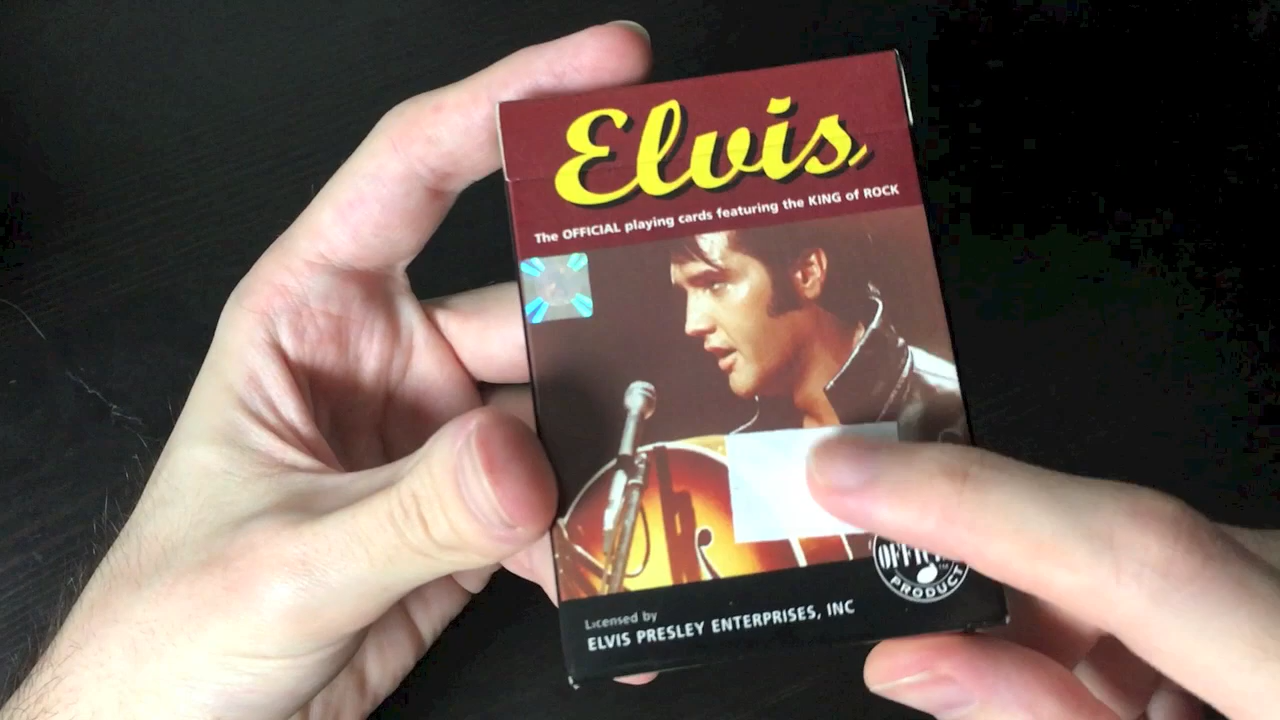 Elvis
The OFFICIAL playing cards featuring the KING of ROCK
Licensed by
ELVIS PRESLEY ENTERPRISES, INC
PRODUCT